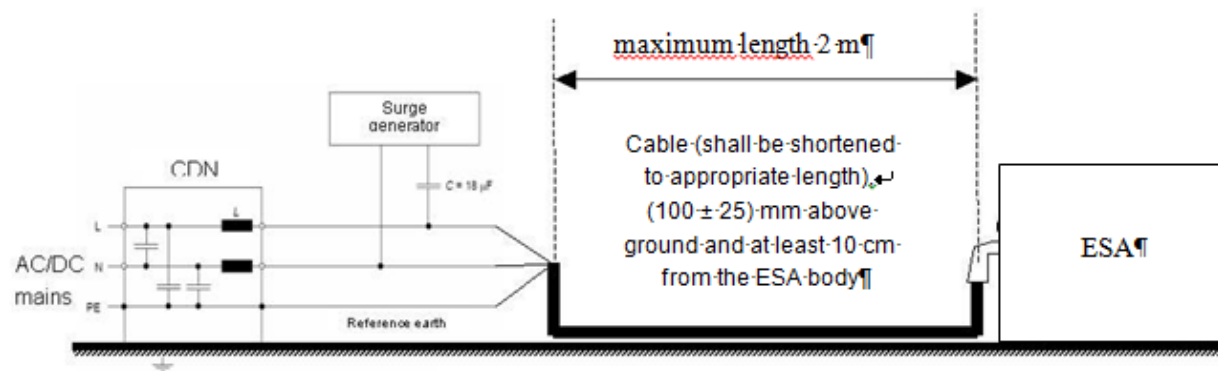 maximum·length·2·m¶
Surge
generator
CDN
C = 18 µF
L
L
AC/DC
mains
N
PE
Reference earth
Cable·(shall·be·shortened·
to·appropriate·length),↵
(100·±·25)·mm·above·
ground·and·at·least·10·cm·
from·the·ESA·body¶
ESA¶